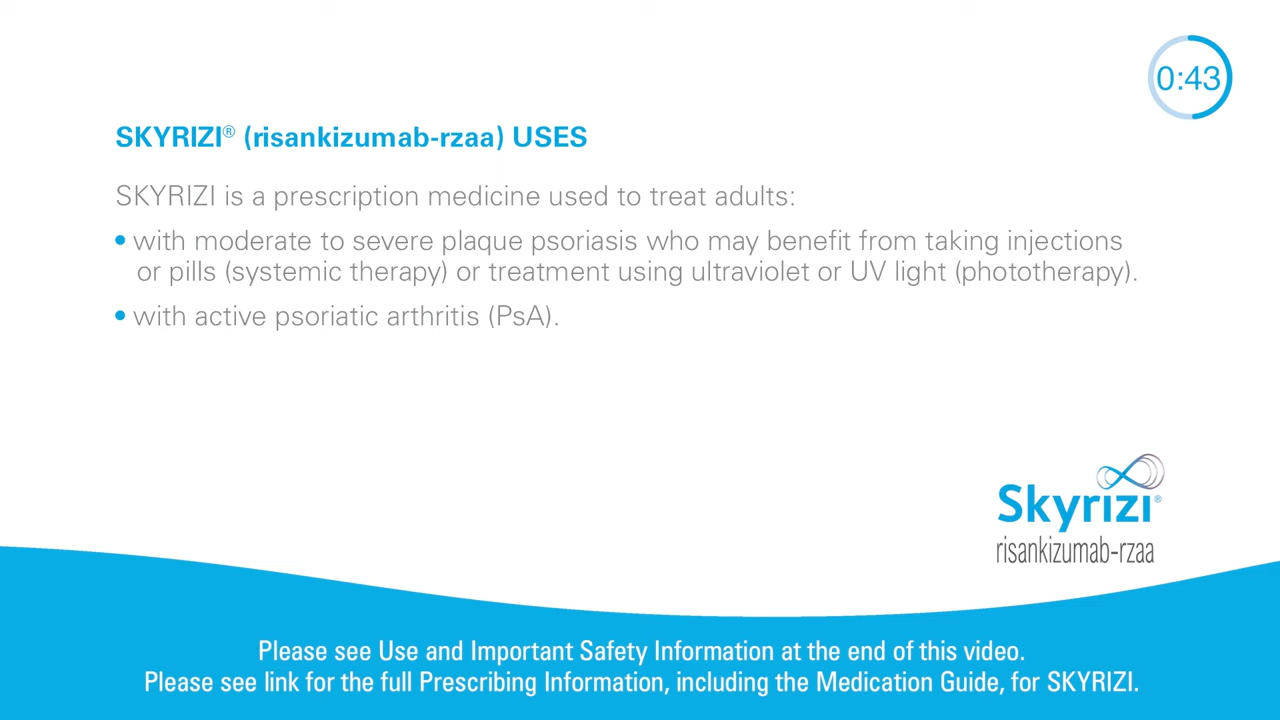 0:43
SKYRIZI® (risankizumab-rzaa) USES
SKYRIZI is a prescription medicine used to treat adults:
• with moderate to severe plaque psoriasis who may benefit from taking injections
or pills (systemic therapy) or treatment using ultraviolet or UV light (phototherapy).
• with active psoriatic arthritis (PsA).
Skyrizi®
risankizumab-rzaa
Please see Use and Important Safety Information at the end of this video.
Please see link for the full Prescribing Information, including the Medication Guide, for SKYRIZI.